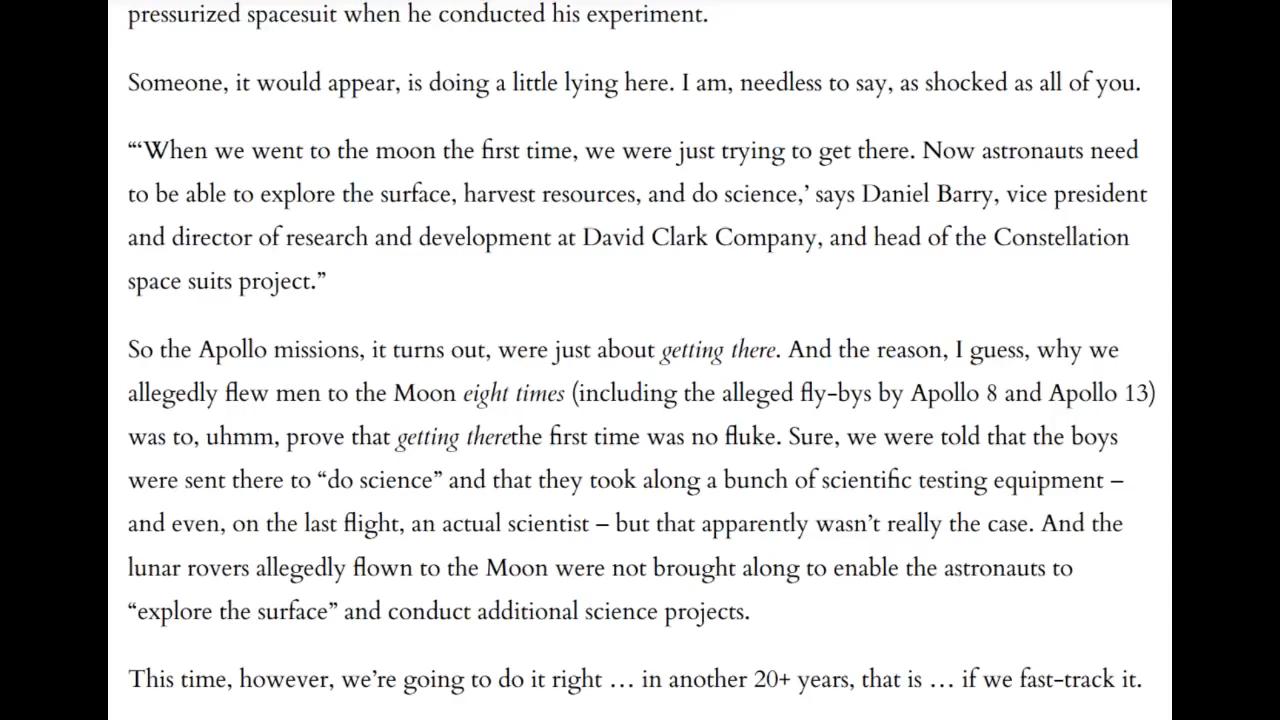 pressurized spacesuit when he conducted his experiment.
Someone, it would appear, is doing a little lying here. I am, needless to say, as shocked as all of you.
“‘When we went to the moon the first time, we were just trying to get there. Now astronauts need
to be able to explore the surface, harvest resources, and do science,’ says Daniel Barry, vice president
and director of research and development at David Clark Company, and head of the Constellation
space suits project.”
So the Apollo missions, it turns out, were just about getting there. And the reason, I guess, why we
allegedly flew men to the Moon eight times (including the alleged fly-bys by Apollo 8 and Apollo 13)
was to, uhmm, prove that getting therethe first time was no fluke. Sure, we were told that the boys
were sent there to “do science” and that they took along a bunch of scientific testing equipment –
and even, on the last flight, an actual scientist – but that apparently wasn’t really the case. And the
lunar rovers allegedly flown to the Moon were not brought along to enable the astronauts to
“explore the surface” and conduct additional science projects.
This time, however, we’re going to do it right … in another 20+ years, that is … if we fast-track it.